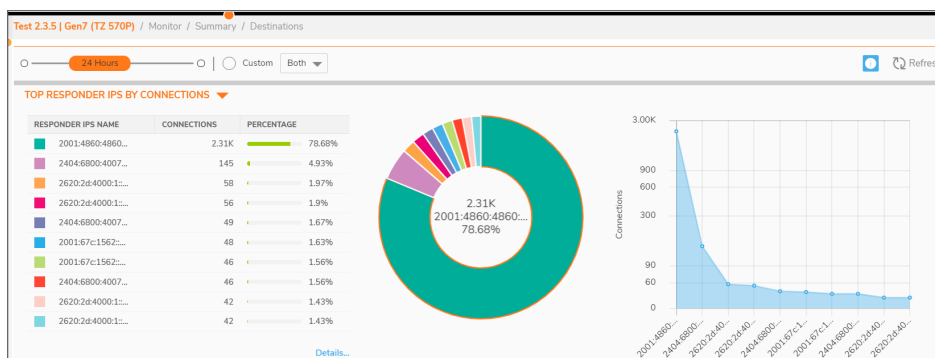 Test 2.3.5 | Gen7 (TZ 570P) / Monitor / Summary / Destinations
24 Hours Custom Both Refres
TOP RESPONDER IPS BY CONNECTIONS
RESPONDER IPS NAME CONNECTIONS PERCENTAGE
2001:4860:4860... 2.31K 78.68%
2404:6800:4007... 145 4.93%
2620:2d:4000:1::... 58 1.97%
2620:2d:4000:1::... 56 1.9%
2404:6800:4007... 49 1.67%
2001:67c:1562::... 48 1.63%
2001:67c:1562::... 46 1.56%
2404:6800:4007... 46 1.56%
2620:2d:4000:1::... 42 1.43%
2620:2d:4000:1::... 42 1.43%
Details...
2.31K
2001:4860:4860:...
78.68%
Connections
3.00K
900
600
300
90
60
0
2001:4860...
2404:6800...
2620:2d:40...
2620:2d:40...
2404:6800...
2001:67c:1...
2001:67c:1...
2404:6800...
2620:2d:40...
2620:2d:40...